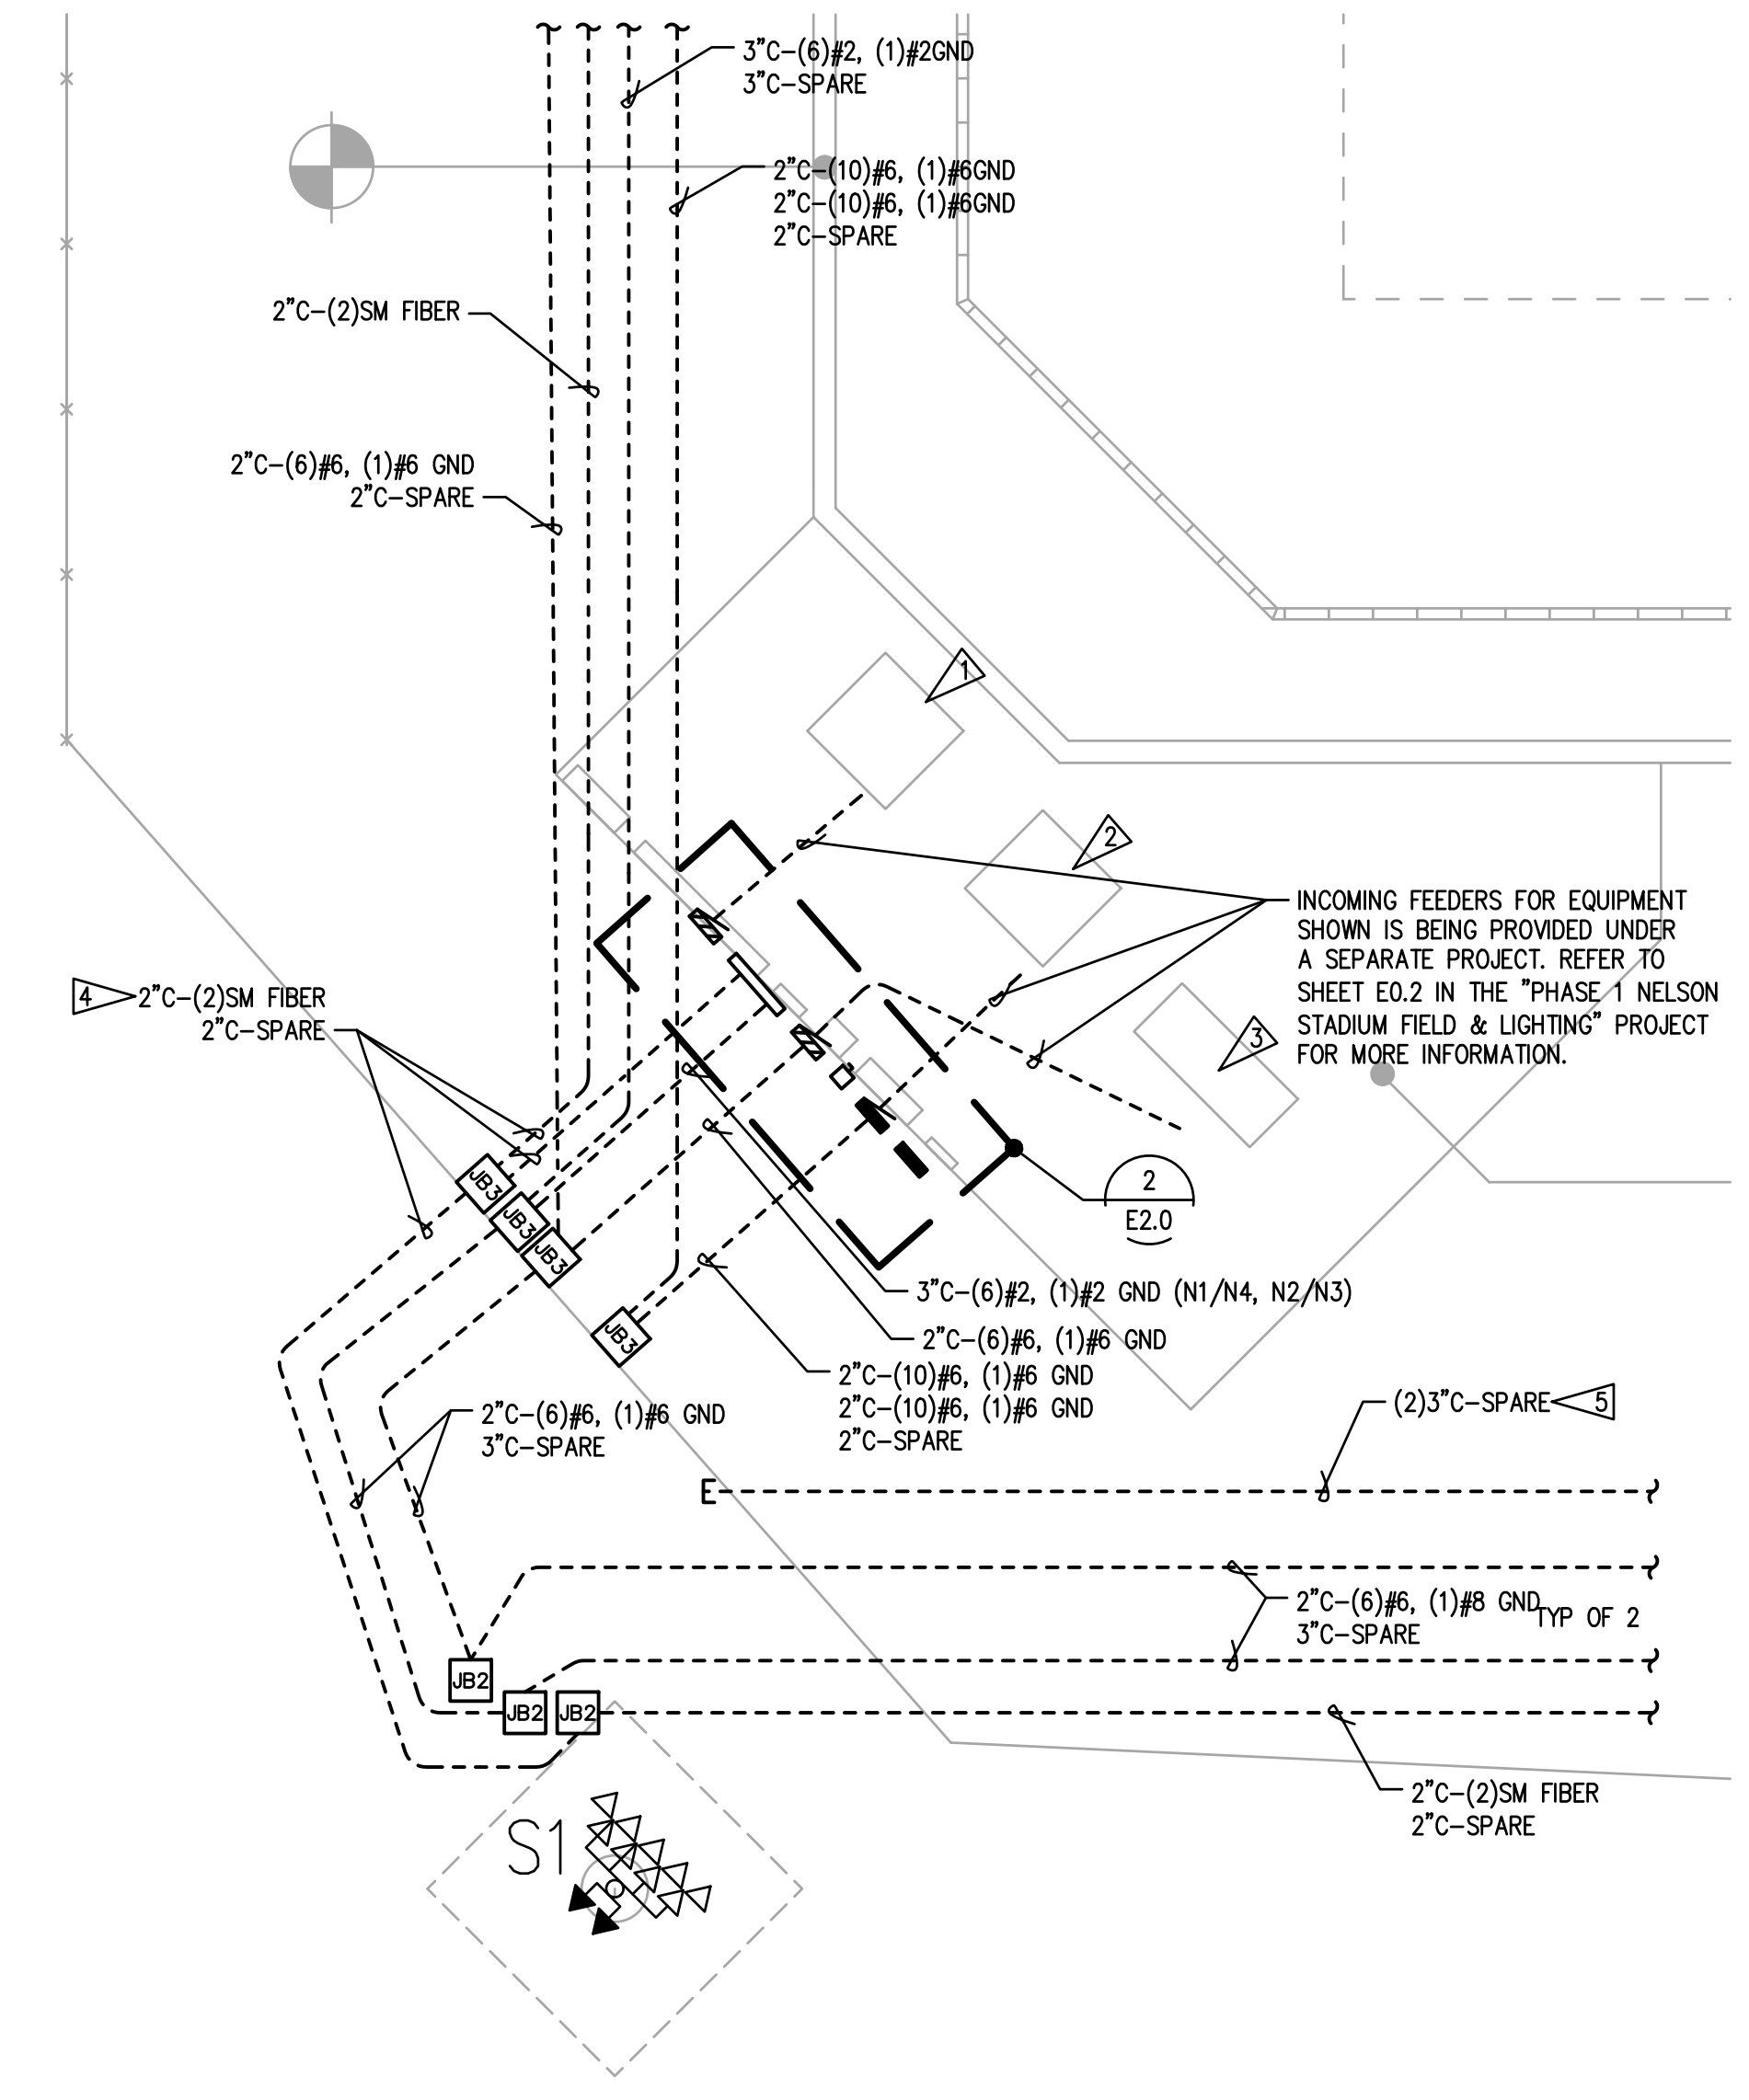 3"C-(6)#2, (1)#2GND
3"C-SPARE
2"C-(10)#6, (1)#6GND
2"C-(10)#6, (1)#6GND
2"C-SPARE
2"C-(2)SM FIBER
2"C-(6)#6, (1)#6 GND
2"C-SPARE
1
2
3
INCOMING FEEDERS FOR EQUIPMENT
SHOWN IS BEING PROVIDED UNDER
A SEPARATE PROJECT. REFER TO
SHEET E0.2 IN THE "PHASE 1 NELSON
STADIUM FIELD & LIGHTING" PROJECT
FOR MORE INFORMATION.
4
2"C-(2)SM FIBER
2"C-SPARE
JB3
JB3
JB3
JB3
2
E2.0
3"C-(6)#2, (1)#2 GND (N1/N4, N2/N3)
2"C-(6)#6, (1)#6 GND
2"C-(10)#6, (1)#6 GND
2"C-(10)#6, (1)#6 GND
2"C-SPARE
2"C-(6)#6, (1)#6 GND
3"C-SPARE
(2)3"C-SPARE
5
E
2"C-(6)#6, (1)#8 GND
3"C-SPARE
TYP OF 2
JB2
JB2
JB2
2"C-(2)SM FIBER
2"C-SPARE
S1